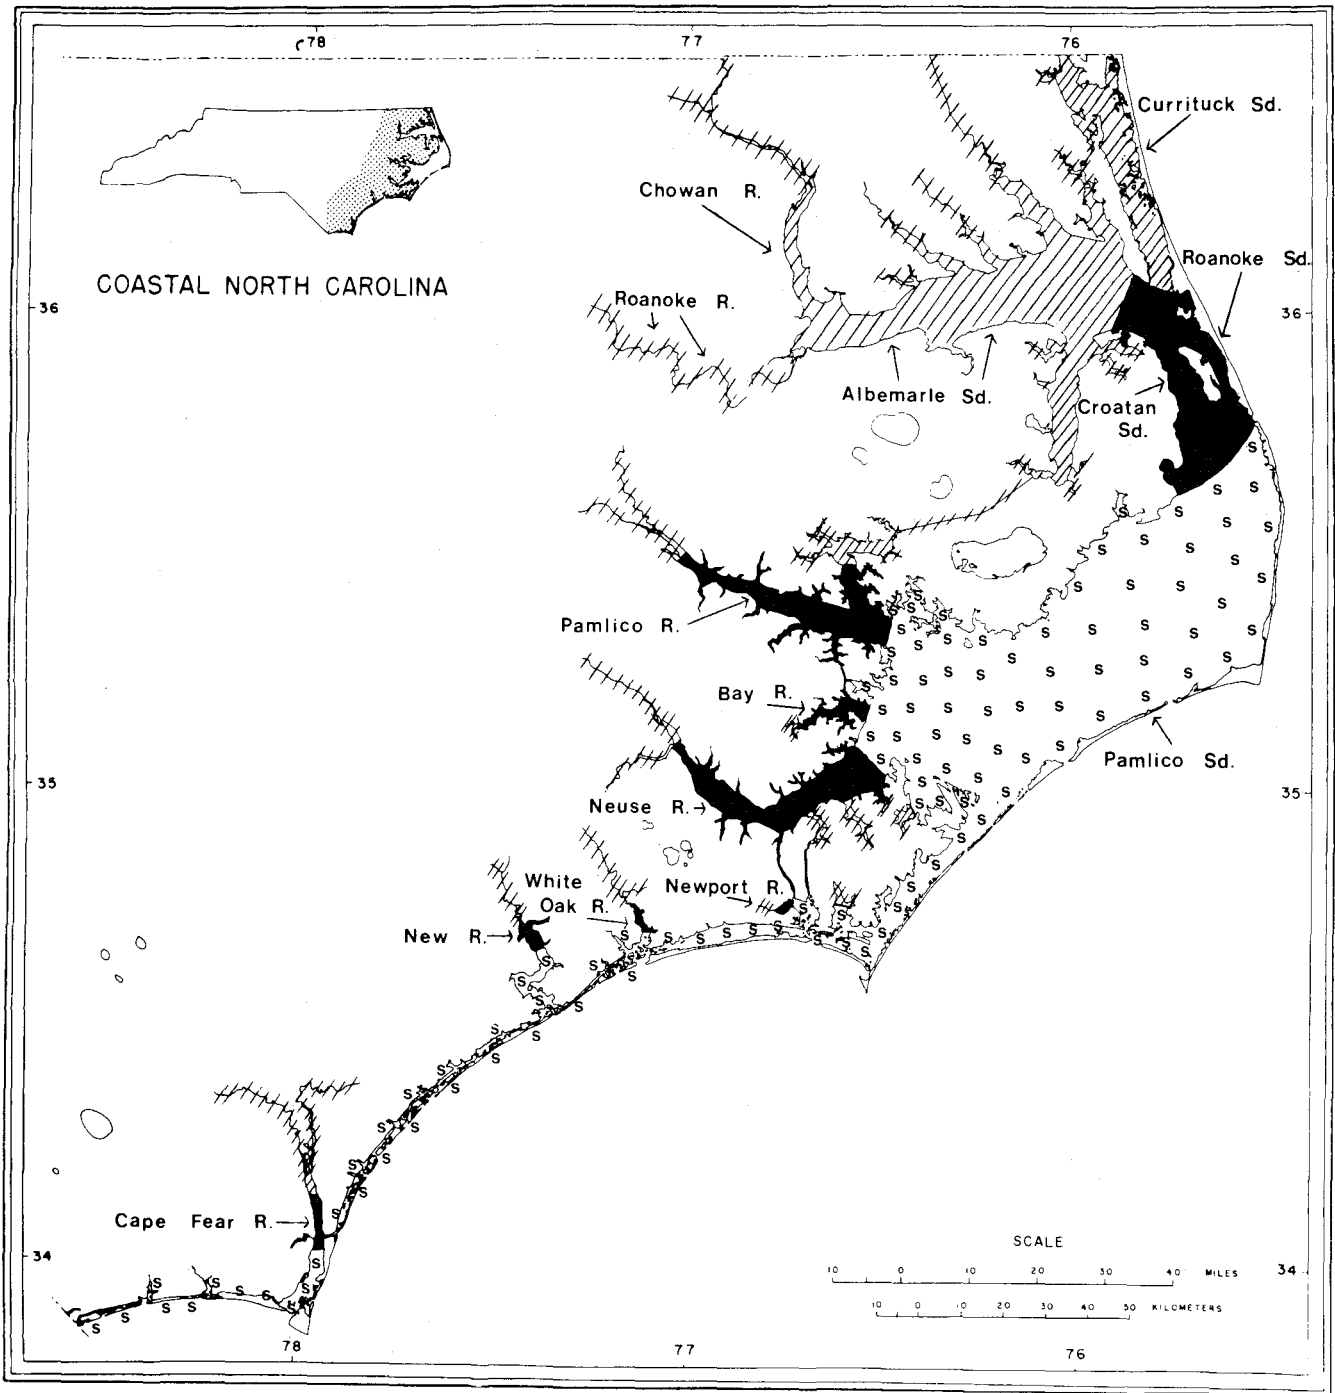 78 77 76
Currituck Sd.
Chowan R.
Roanoke Sd.
COASTAL NORTH CAROLINA
Roanoke R.
36 36
Albemarle Sd.
Croatan
Sd.
Pamlico R.
Bay R.
Pamlico Sd.
35 35
Neuse R.
White
Oak R.
Newport R.
New R.
Cape Fear R.
SCALE
34 34
10 0 10 20 30 40 MILES
10 0 10 20 30 40 50 KILOMETERS
78 77 76